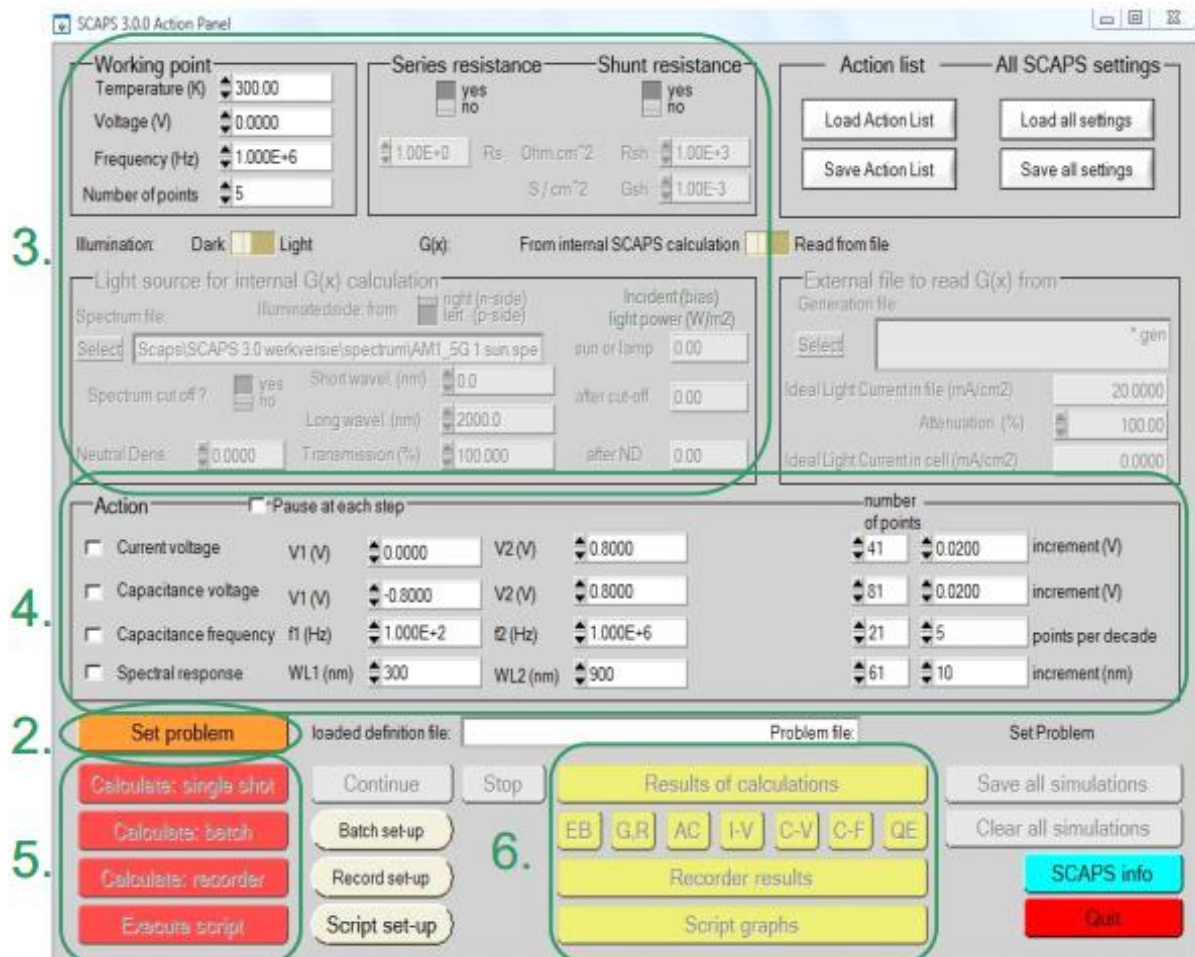 SCAPS 3.0.0 Action Panel
Working point
Temperature (K) 300.00
Voltage (V) 0.0000
Frequency (Hz) 1.000E+6
Number of points 5
Series resistance Shunt resistance
yes yes
no no
1.00E+0 Rs Ohm.cm^2 Rsh 1.00E+3
S / cm^2 Gsh 1.00E-3
Action list All SCAPS settings
Load Action List Load all settings
Save Action List Save all settings
3.
Illumination: Dark Light G(x): From internal SCAPS calculation Read from file
Light source for internal G(x) calculation
Spectrum file: Illuminatedside: from right (n-side)
left (p-side)
Incident (bias)
light power (W/m2)
Select Scaps\SCAPS 3.0 werkversie\spectrum\AM1_5G 1 sun spe sun or lamp 0.00
Spectrum cut off ? yes Short wavel. (nm) 0.0
no after cut-off 0.00
Long wavel. (nm) 2000.0
Neutral Dens. 0.0000 Transmission (%) 100.000 after ND 0.00
External file to read G(x) from
Generation file:
Select *.gen
Ideal Light Current in file (mA/cm2) 20.0000
Attenuation (%) 100.00
Ideal Light Current in cell (mA/cm2) 0.0000
4.
Action Pause at each step number
of points
Current voltage V1 (V) 0.0000 V2 (V) 0.8000 41 0.0200 increment (V)
Capacitance voltage V1 (V) -0.8000 V2 (V) 0.8000 81 0.0200 increment (V)
Capacitance frequency f1 (Hz) 1.000E+2 f2 (Hz) 1.000E+6 21 5 points per decade
Spectral response WL1 (nm) 300 WL2 (nm) 900 61 10 increment (nm)
2.
Set problem loaded definition file: Problem file: Set Problem
5.
Calculate: single shot Continue Stop Results of calculations Save all simulations
Calculate: batch Batch set-up 6. EB G,R AC I-V C-V C-F QE Clear all simulations
Calculate: recorder Record set-up Recorder results SCAPS info
Execute script Script set-up Script graphs Quit